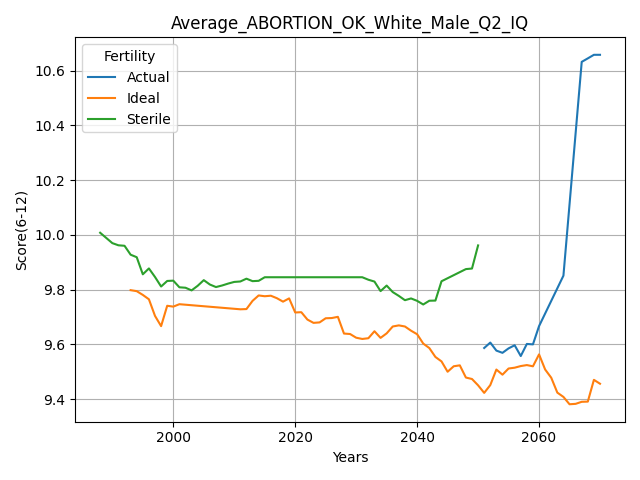 Average_ABORTION_OK_White_Male_Q2_IQ
Fertility
Actual
Ideal
Sterile
Score(6-12)
10.6
10.4
10.2
10.0
9.8
9.6
9.4
2000 2020 2040 2060
Years